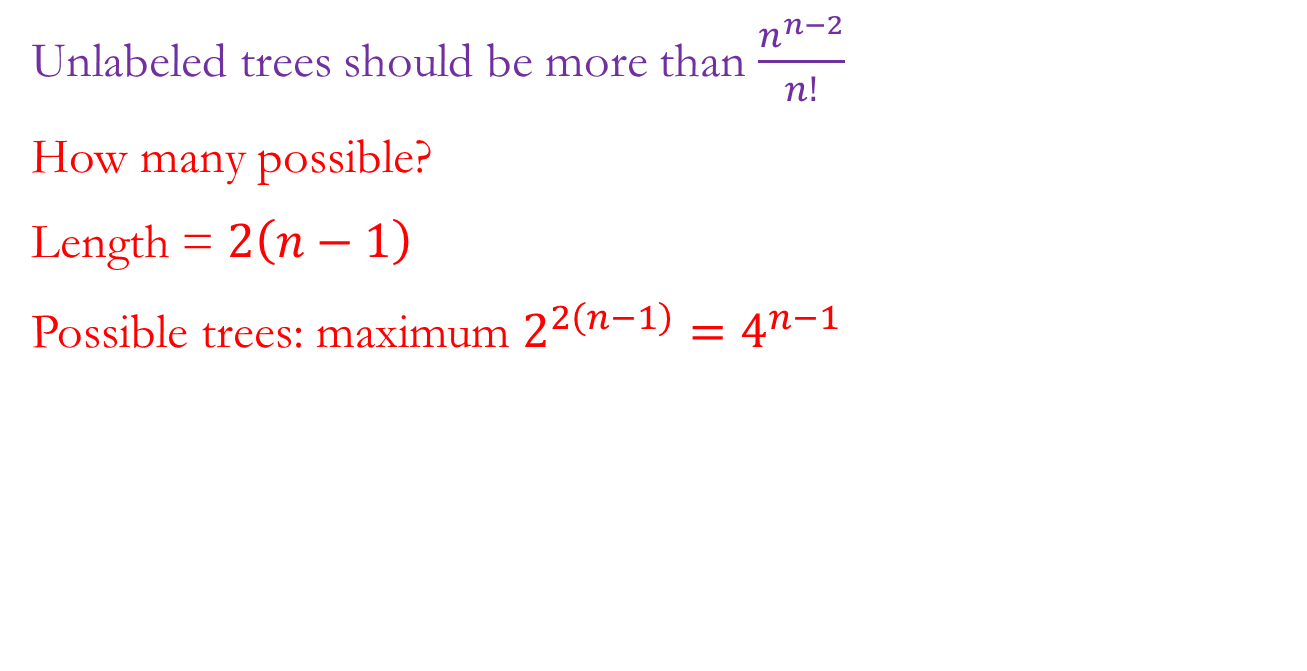 Unlabeled trees should be more than $\frac{n^{n-2}}{n!}$
How many possible?
Length = $2(n-1)$
Possible trees: maximum $2^{2(n-1)} = 4^{n-1}$